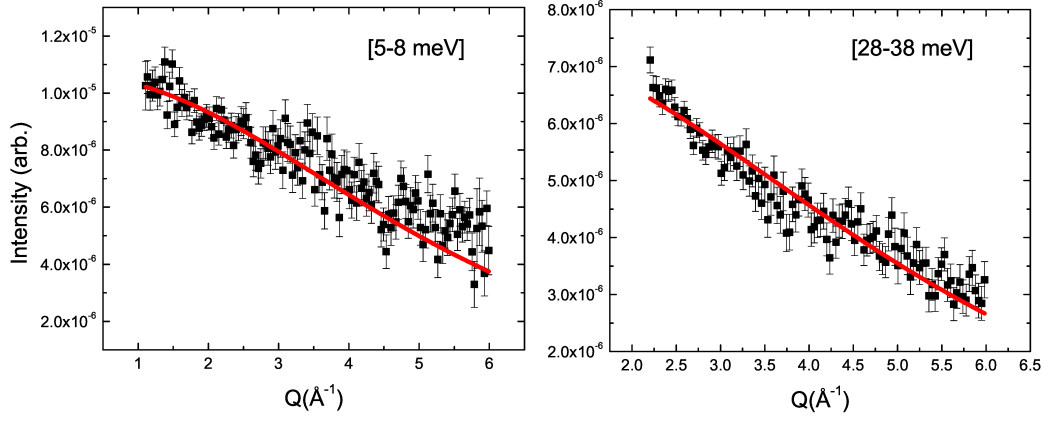 [5-8 meV]
1.2x10⁻⁵
1.0x10⁻⁵
8.0x10⁻⁶
6.0x10⁻⁶
4.0x10⁻⁶
2.0x10⁻⁶
Intensity (arb.)
1 2 3 4 5 6
Q(Å⁻¹)
[28-38 meV]
8.0x10⁻⁶
7.0x10⁻⁶
6.0x10⁻⁶
5.0x10⁻⁶
4.0x10⁻⁶
3.0x10⁻⁶
2.0x10⁻⁶
2.0 2.5 3.0 3.5 4.0 4.5 5.0 5.5 6.0 6.5
Q(Å⁻¹)